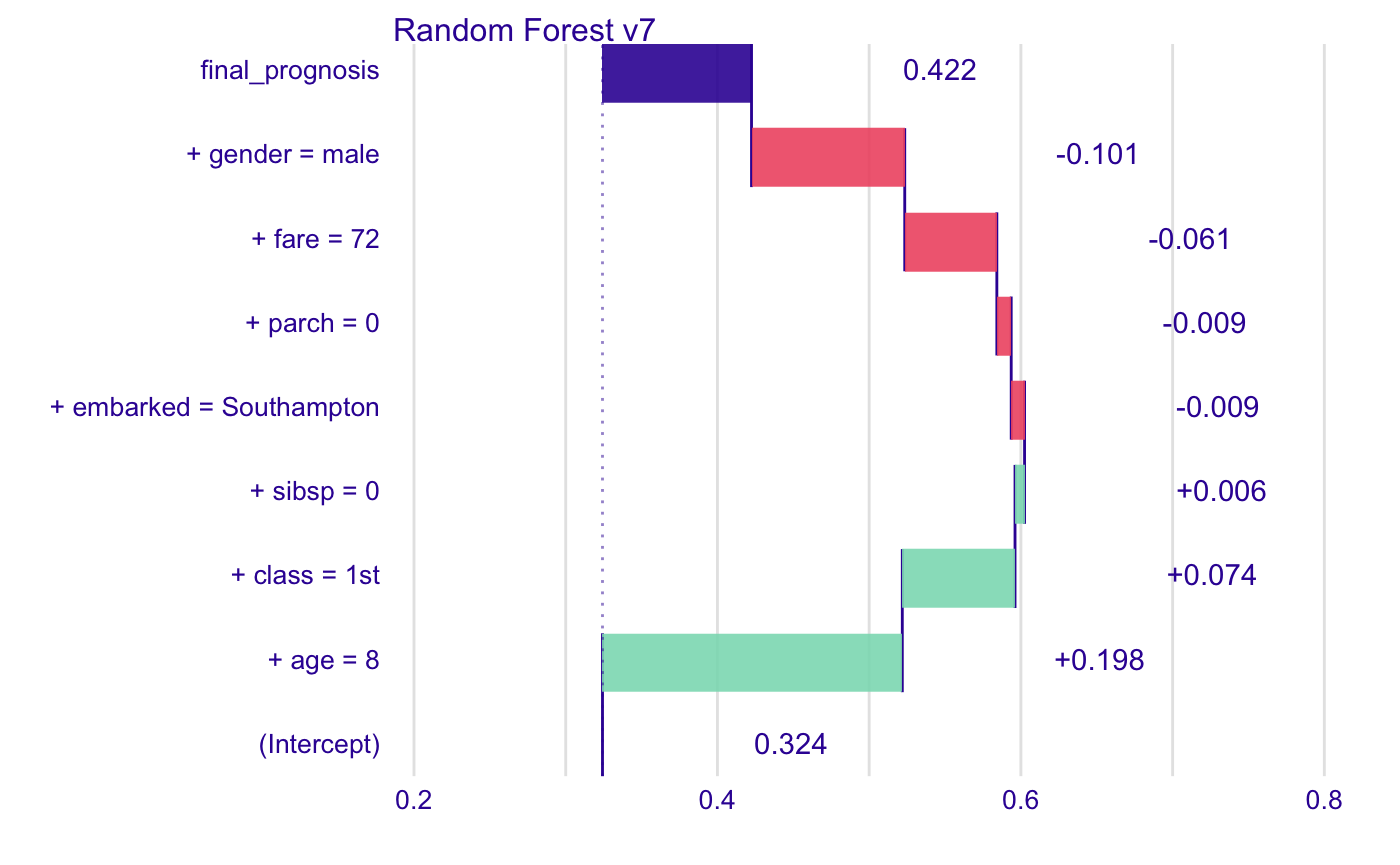 Random Forest v7
final_prognosis 0.422
+ gender = male -0.101
+ fare = 72 -0.061
+ parch = 0 -0.009
+ embarked = Southampton -0.009
+ sibsp = 0 +0.006
+ class = 1st +0.074
+ age = 8 +0.198
(Intercept) 0.324
0.2 0.4 0.6 0.8